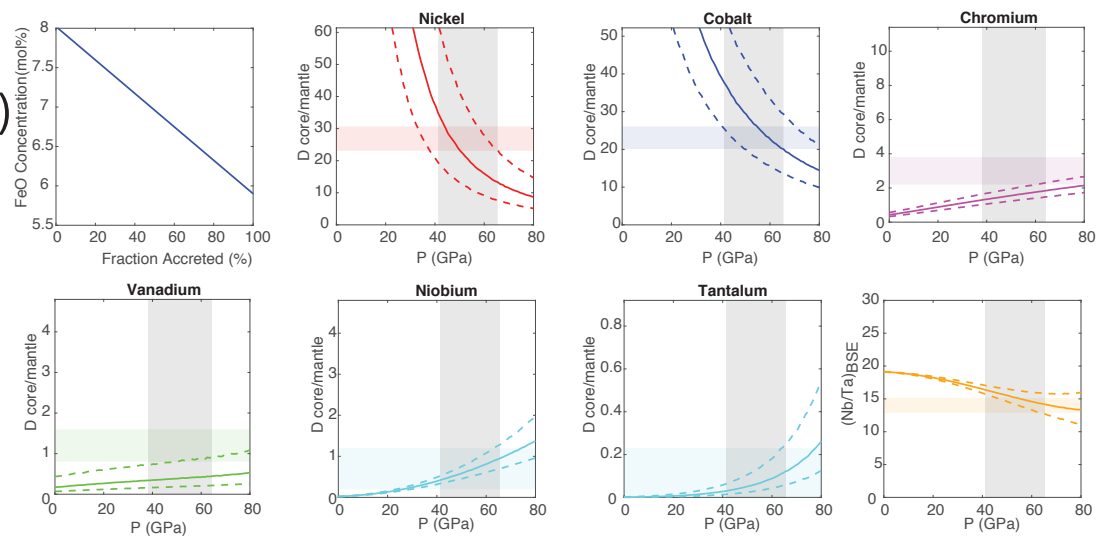 )
FeO Concentration(mol%)
8
7.5
7
6.5
6
5.5
0 20 40 60 80 100
Fraction Accreted (%)
Nickel
D core/mantle
60
50
40
30
20
10
0
0 20 40 60 80
P (GPa)
Cobalt
D core/mantle
50
40
30
20
10
0
0 20 40 60 80
P (GPa)
Chromium
D core/mantle
10
8
6
4
2
0
0 20 40 60 80
P (GPa)
Vanadium
D core/mantle
4
3
2
1
0
0 20 40 60 80
P (GPa)
Niobium
D core/mantle
4
3
2
1
0
0 20 40 60 80
P (GPa)
Tantalum
D core/mantle
0.8
0.6
0.4
0.2
0
0 20 40 60 80
P (GPa)
(Nb/Ta)BSE
30
25
20
15
10
5
0
0 20 40 60 80
P (GPa)